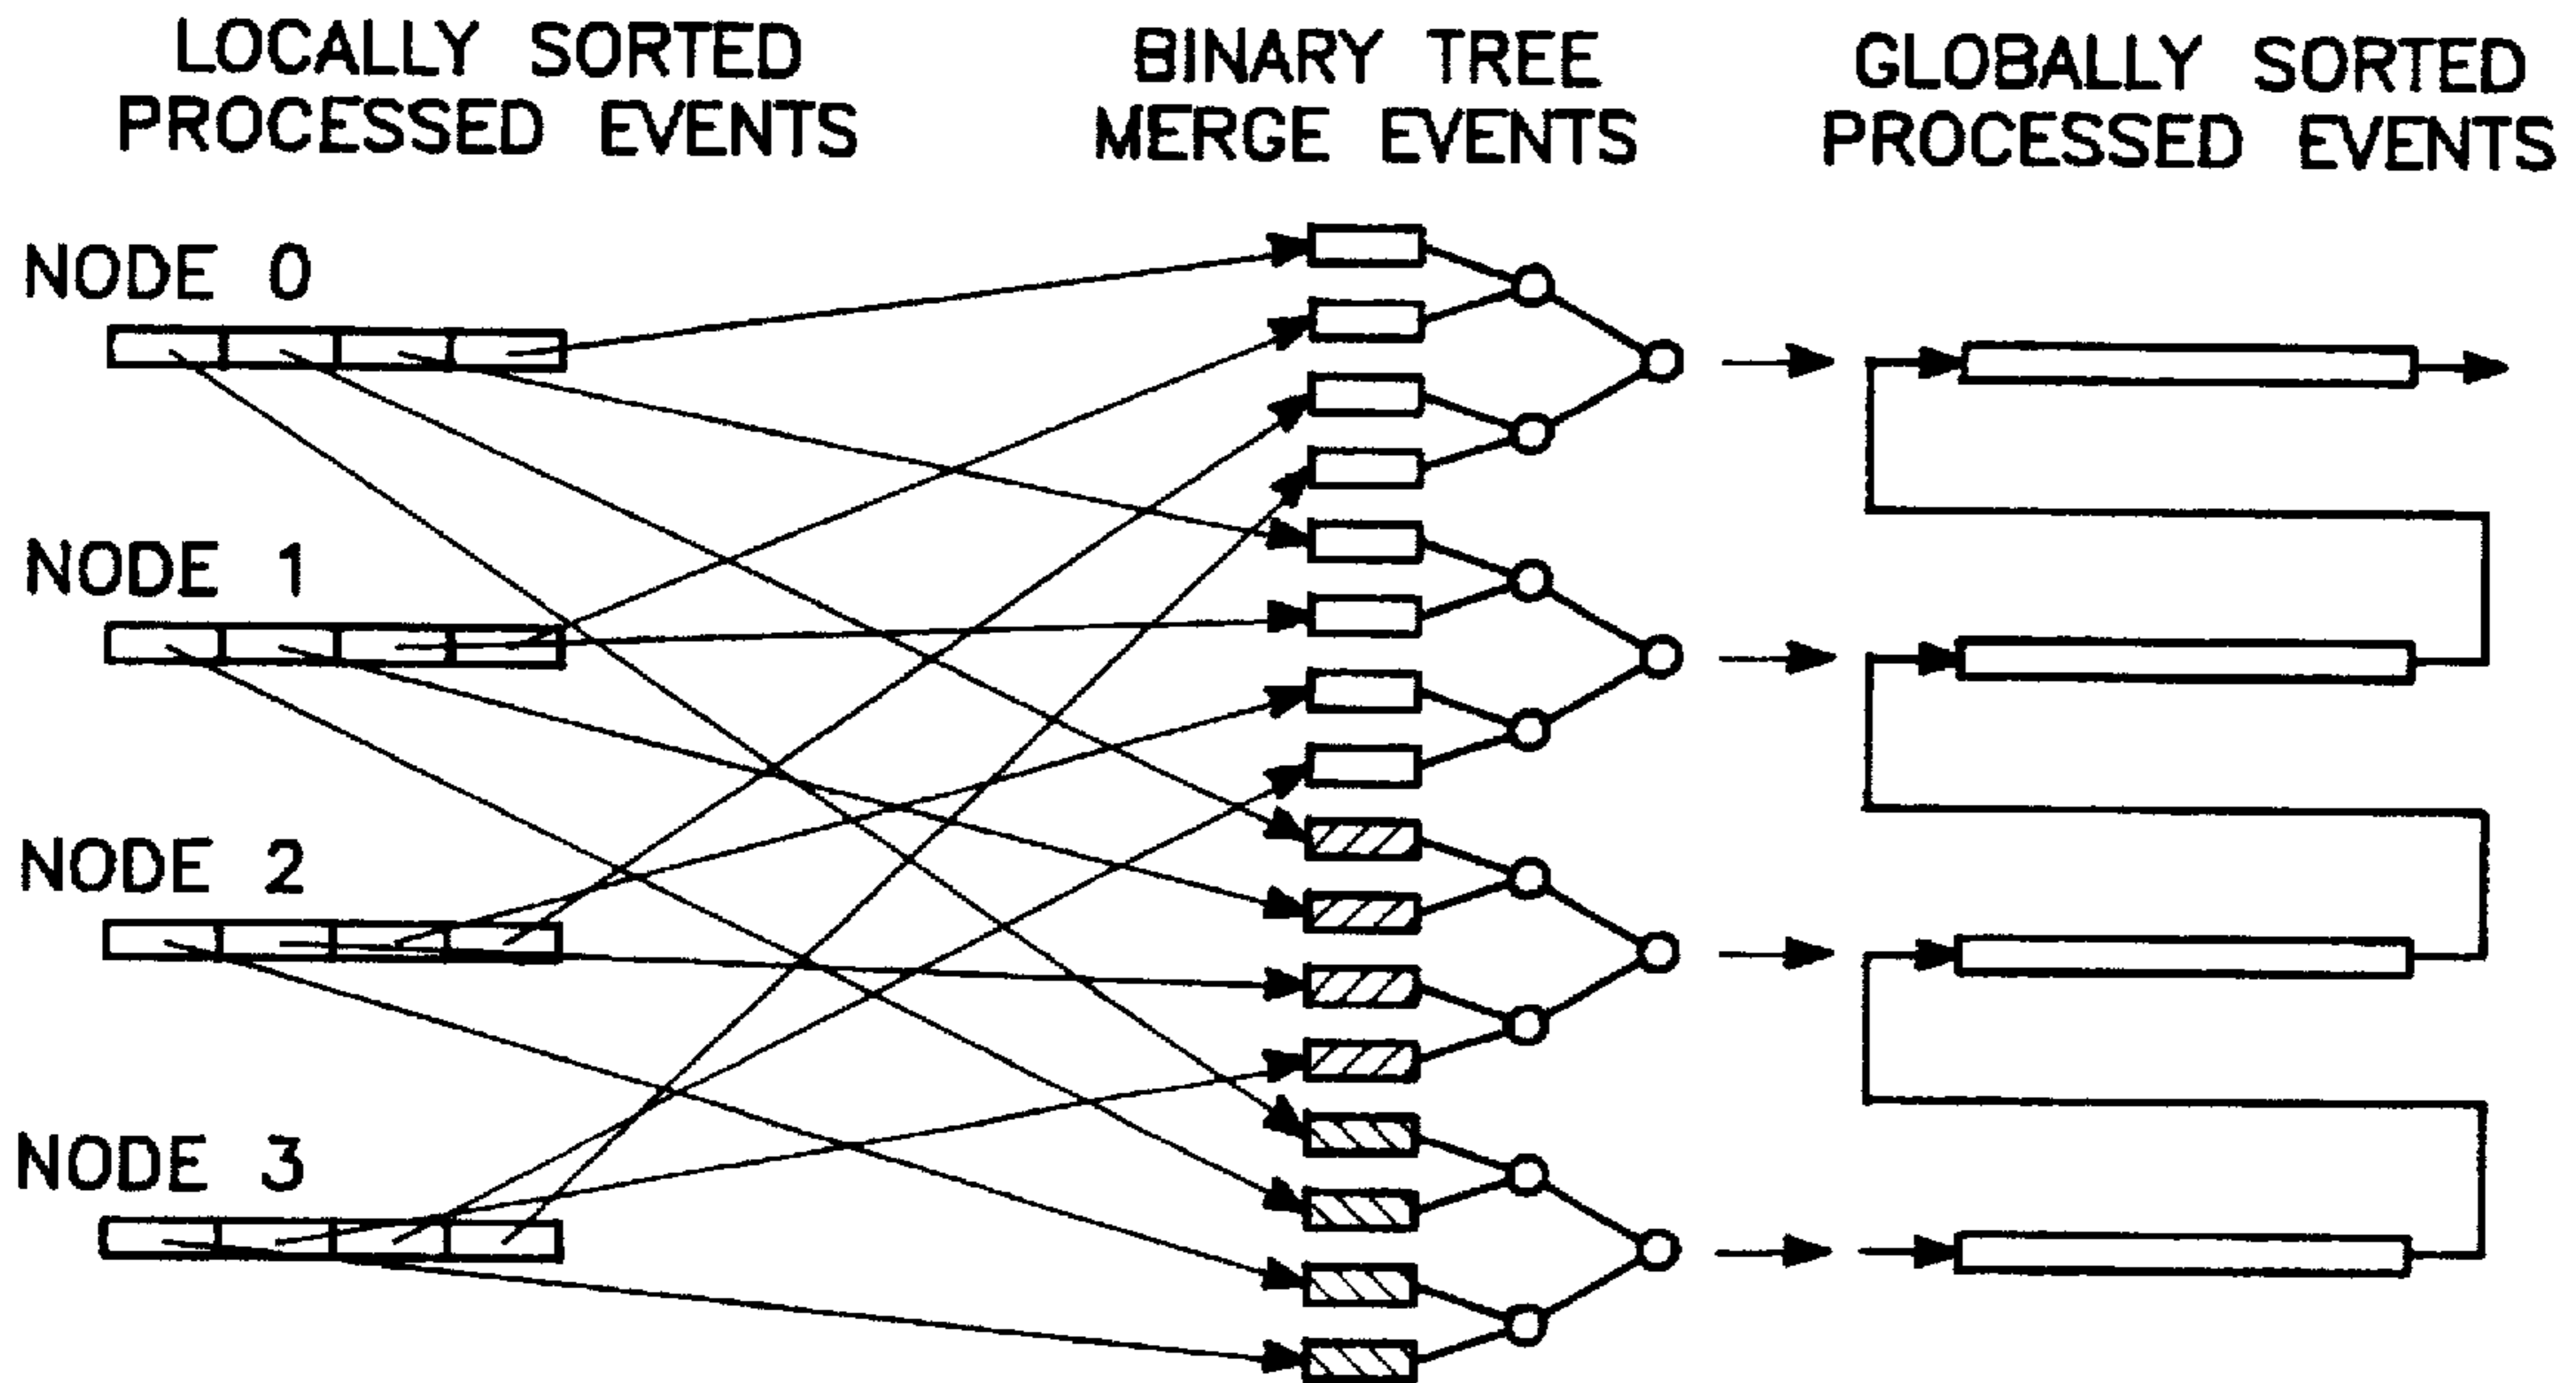 LOCALLY SORTED
PROCESSED EVENTS
BINARY TREE
MERGE EVENTS
GLOBALLY SORTED
PROCESSED EVENTS
NODE 0
NODE 1
NODE 2
NODE 3